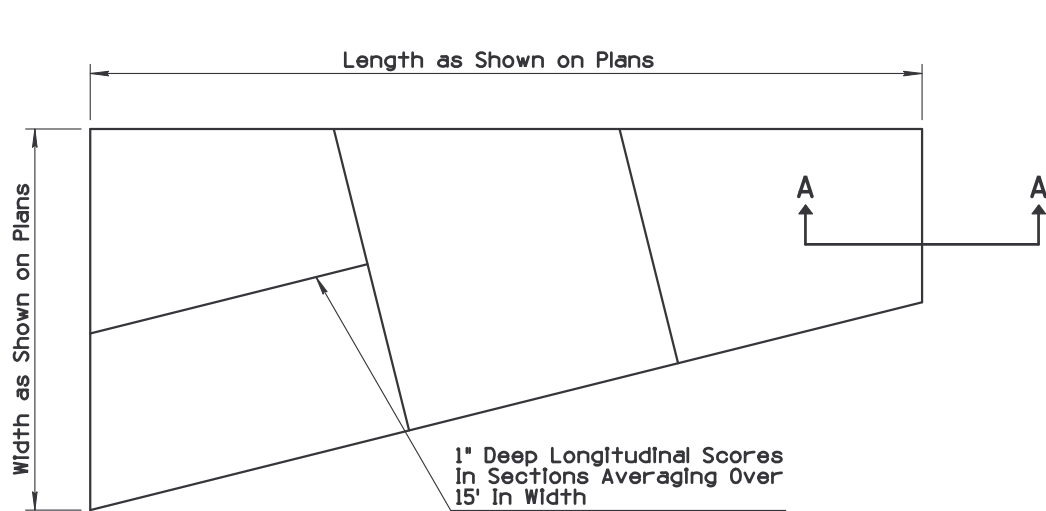 Length as Shown on Plans
Width as Shown on Plans
A
A
1" Deep Longitudinal Scores
In Sections Averaging Over
15' In Width